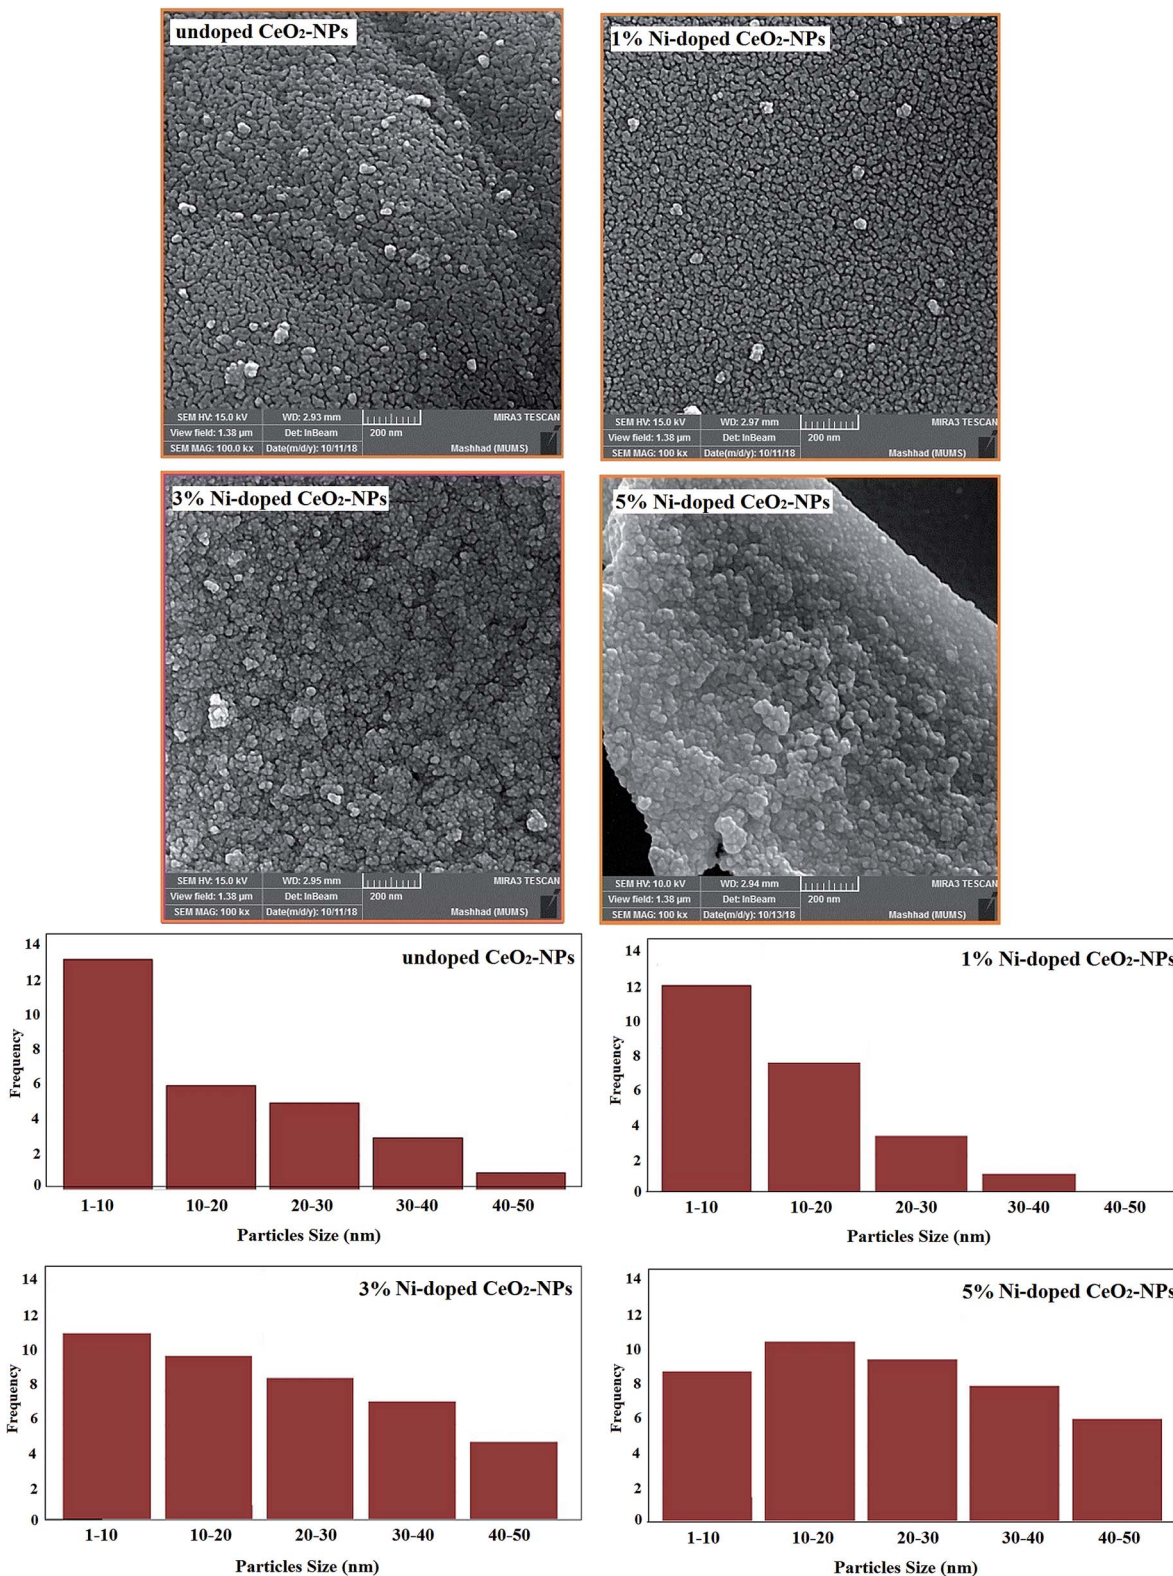 undoped CeO₂-NPs
SEM HV: 15.0 kV WD: 2.93 mm MIRA3 TESCAN
View field: 1.38 µm Det: InBeam 200 nm
SEM MAG: 100.0 kx Date(m/d/y): 10/11/18 Mashhad (MUMS)
1% Ni-doped CeO₂-NPs
SEM HV: 15.0 kV WD: 2.97 mm MIRA3 TESCAN
View field: 1.38 µm Det: InBeam 200 nm
SEM MAG: 100.0 kx Date(m/d/y): 10/11/18 Mashhad (MUMS)
3% Ni-doped CeO₂-NPs
SEM HV: 15.0 kV WD: 2.95 mm MIRA3 TESCAN
View field: 1.38 µm Det: InBeam 200 nm
SEM MAG: 100 kx Date(m/d/y): 10/11/18 Mashhad (MUMS)
5% Ni-doped CeO₂-NPs
SEM HV: 10.0 kV WD: 2.94 mm MIRA3 TESCAN
View field: 1.38 µm Det: InBeam 200 nm
SEM MAG: 100 kx Date(m/d/y): 10/13/18 Mashhad (MUMS)
undoped CeO₂-NPs
Frequency
14
12
10
8
6
4
2
0
1-10 10-20 20-30 30-40 40-50
Particles Size (nm)
1% Ni-doped CeO₂-NPs
Frequency
14
12
10
8
6
4
2
0
1-10 10-20 20-30 30-40 40-50
Particles Size (nm)
3% Ni-doped CeO₂-NPs
Frequency
14
12
10
8
6
4
2
0
1-10 10-20 20-30 30-40 40-50
Particles Size (nm)
5% Ni-doped CeO₂-NPs
Frequency
14
12
10
8
6
4
2
0
1-10 10-20 20-30 30-40 40-50
Particles Size (nm)